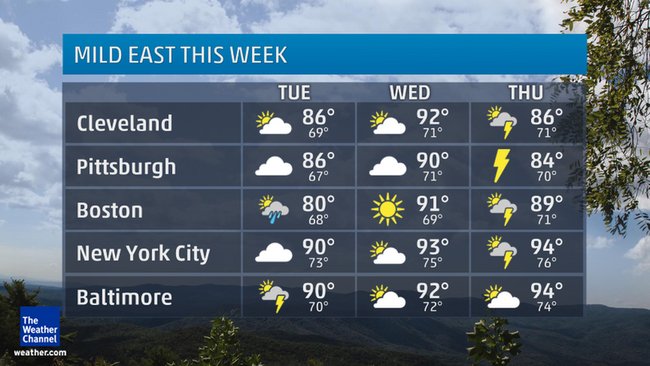 MILD EAST THIS WEEK
TUE WED THU
Cleveland 86° 69° 92° 71° 86° 71°
Pittsburgh 86° 67° 90° 71° 84° 70°
Boston 80° 68° 91° 69° 89° 71°
New York City 90° 73° 93° 75° 94° 76°
Baltimore 90° 70° 92° 72° 94° 74°
The
Weather
Channel
weather.com